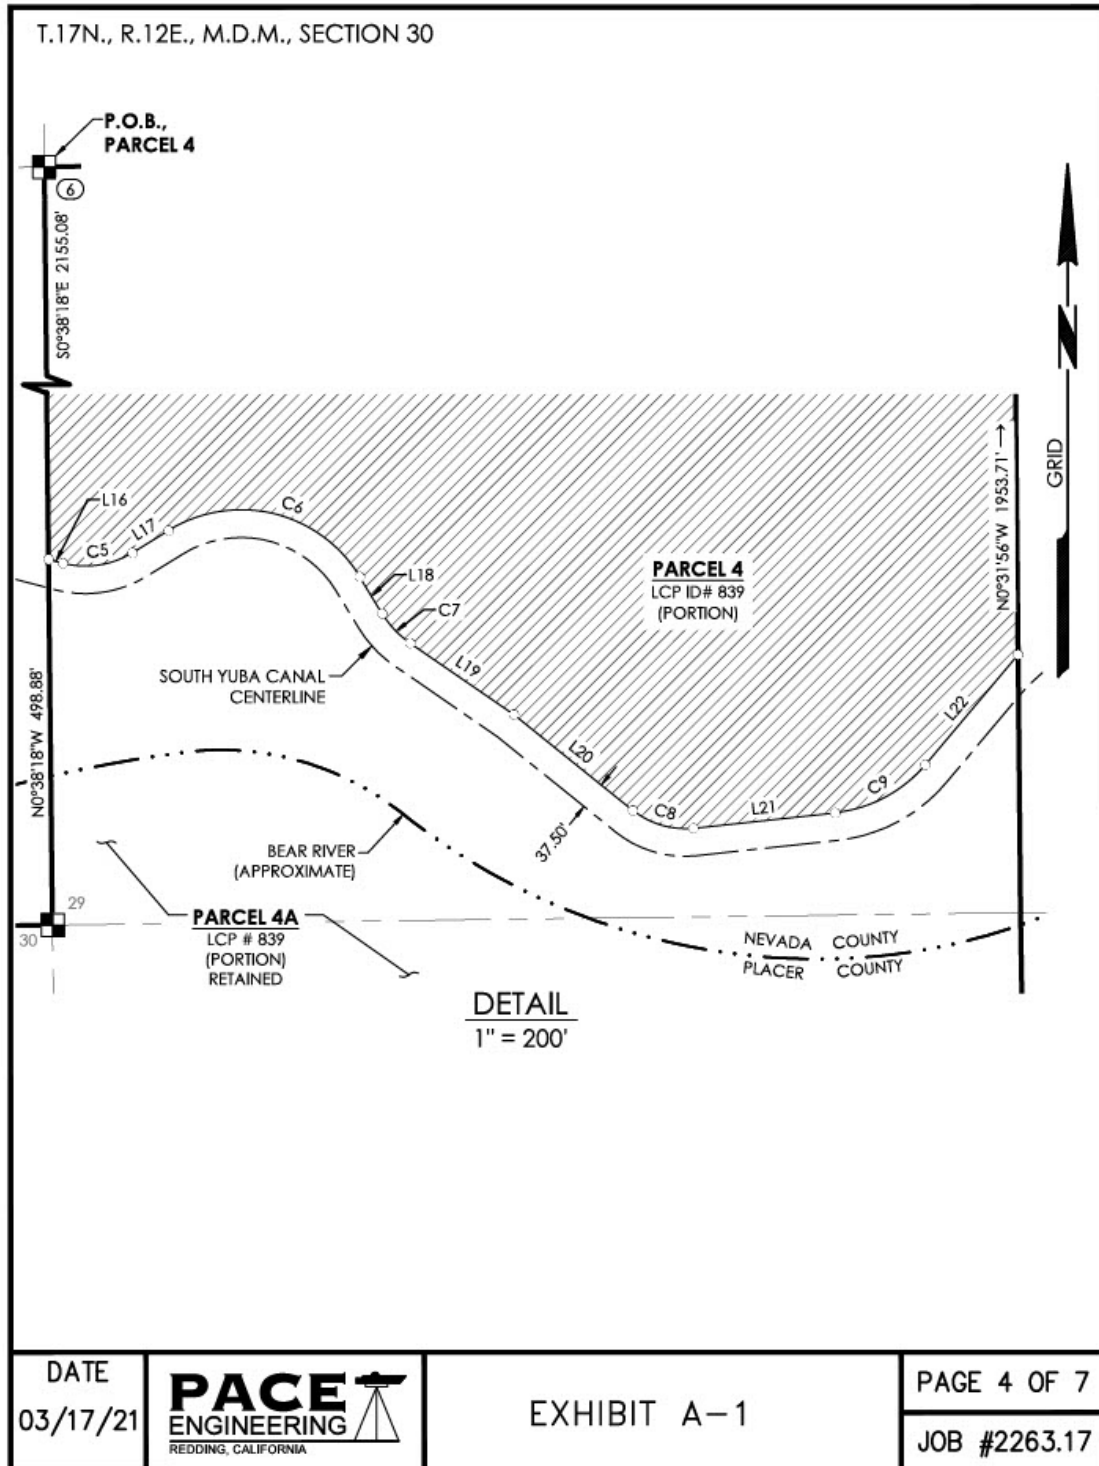 T.17N., R.12E., M.D.M., SECTION 30
P.O.B.,
PARCEL 4
6
S0°38'18"E 2155.08'
N0°31'56"W 1953.71'
GRID
N
L16
C5
L17
C6
L18
C7
L19
PARCEL 4
LCP ID# 839
(PORTION)
SOUTH YUBA CANAL
CENTERLINE
N0°38'18"W 498.88'
L20
L22
C9
C8
L21
37.50'
BEAR RIVER
(APPROXIMATE)
29
30
PARCEL 4A
LCP # 839
(PORTION)
RETAINED
NEVADA COUNTY
PLACER COUNTY
DETAIL
1" = 200'
DATE
03/17/21
PACE
ENGINEERING
REDDING, CALIFORNIA
EXHIBIT A-1
PAGE 4 OF 7
JOB #2263.17